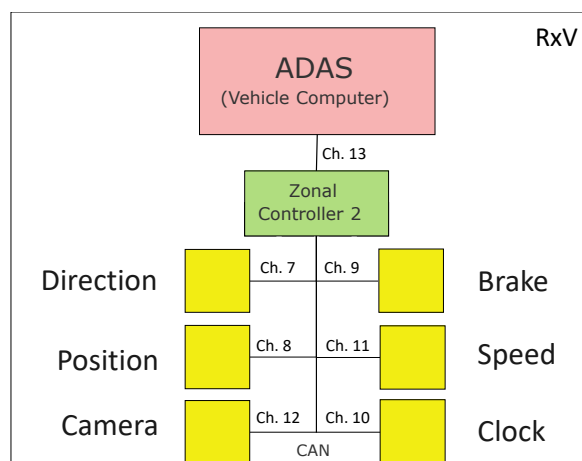 RxV
ADAS
(Vehicle Computer)
Ch. 13
Zonal
Controller 2
Direction
Ch. 7
Ch. 9
Brake
Position
Ch. 8
Ch. 11
Speed
Camera
Ch. 12
Ch. 10
Clock
CAN